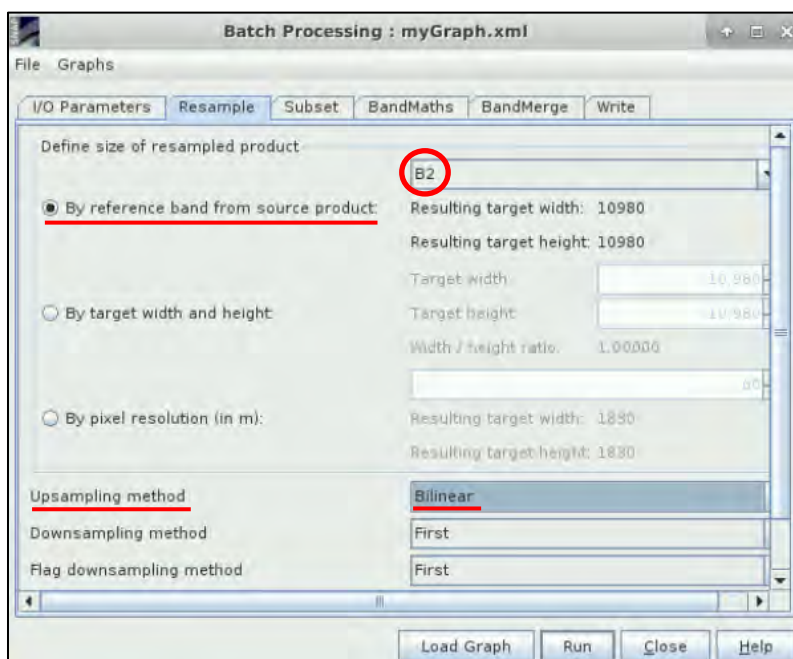 Batch Processing : myGraph.xml
File Graphs
I/O Parameters Resample Subset BandMaths BandMerge Write
Define size of resampled product
B2
By reference band from source product: Resulting target width: 10980
Resulting target height: 10980
Target width 10,980
By target width and height Target height 10,980
Width / height ratio: 1.00000
60
By pixel resolution (in m): Resulting target width: 1830
Resulting target height: 1830
Upsampling method Bilinear
Downsampling method First
Flag downsampling method First
Load Graph Run Close Help